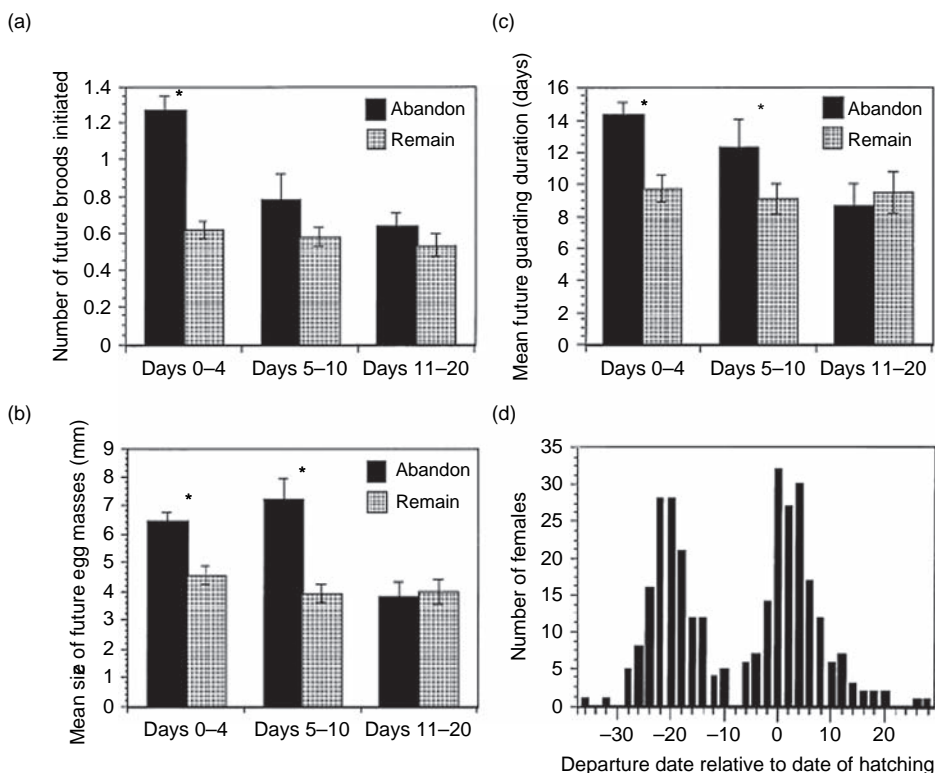 (a)
Number of future broods initiated
1.4
1.2
1
0.8
0.6
0.4
0.2
0
*
Abandon
Remain
Days 0–4 Days 5–10 Days 11–20
(b)
Mean size of future egg masses (mm)
9
8
7
6
5
4
3
2
1
0
* *
Abandon
Remain
Days 0–4 Days 5–10 Days 11–20
(c)
Mean future guarding duration (days)
16
14
12
10
8
6
4
2
0
* *
Abandon
Remain
Days 0–4 Days 5–10 Days 11–20
(d)
Number of females
35
30
25
20
15
10
5
0
–30 –20 –10 0 10 20
Departure date relative to date of hatching